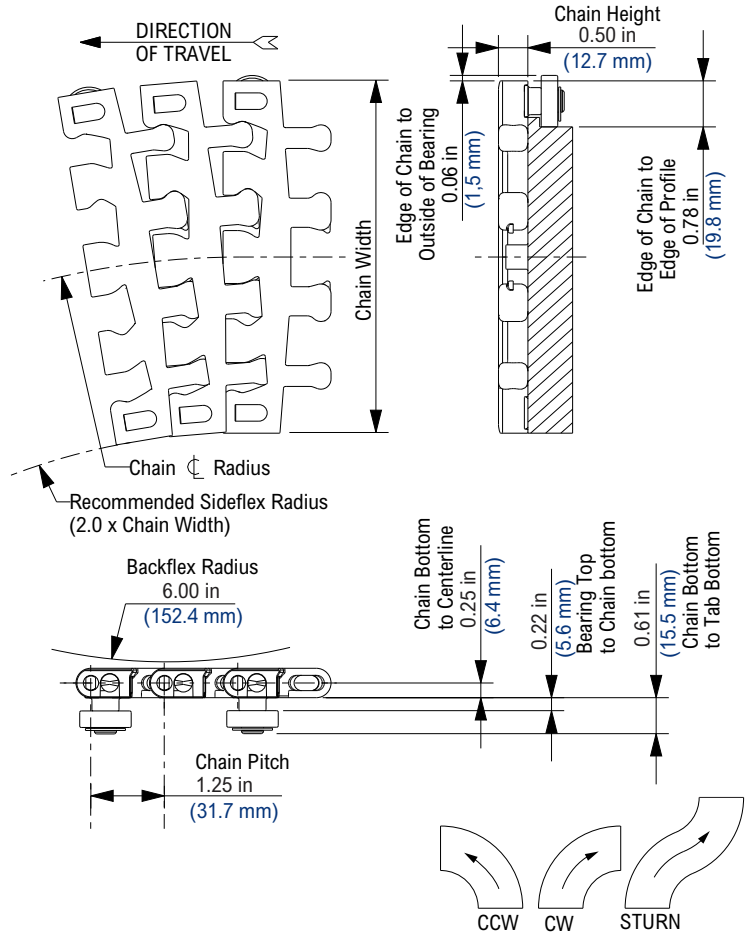 DIRECTION
OF TRAVEL
Chain Height
0.50 in
(12.7 mm)
Edge of Chain to
Outside of Bearing
0.06 in
(1,5 mm)
Edge of Chain to
Edge of Profile
0.78 in
(19.8 mm)
Chain Width
Chain ℄ Radius
Recommended Sideflex Radius
(2.0 x Chain Width)
Backflex Radius
6.00 in
(152.4 mm)
Chain Bottom
to Centerline
0.25 in
(6.4 mm)
0.22 in
(5.6 mm)
Bearing Top
to Chain bottom
0.61 in
(15.5 mm)
Chain Bottom
to Tab Bottom
Chain Pitch
1.25 in
(31.7 mm)
CCW
CW
STURN